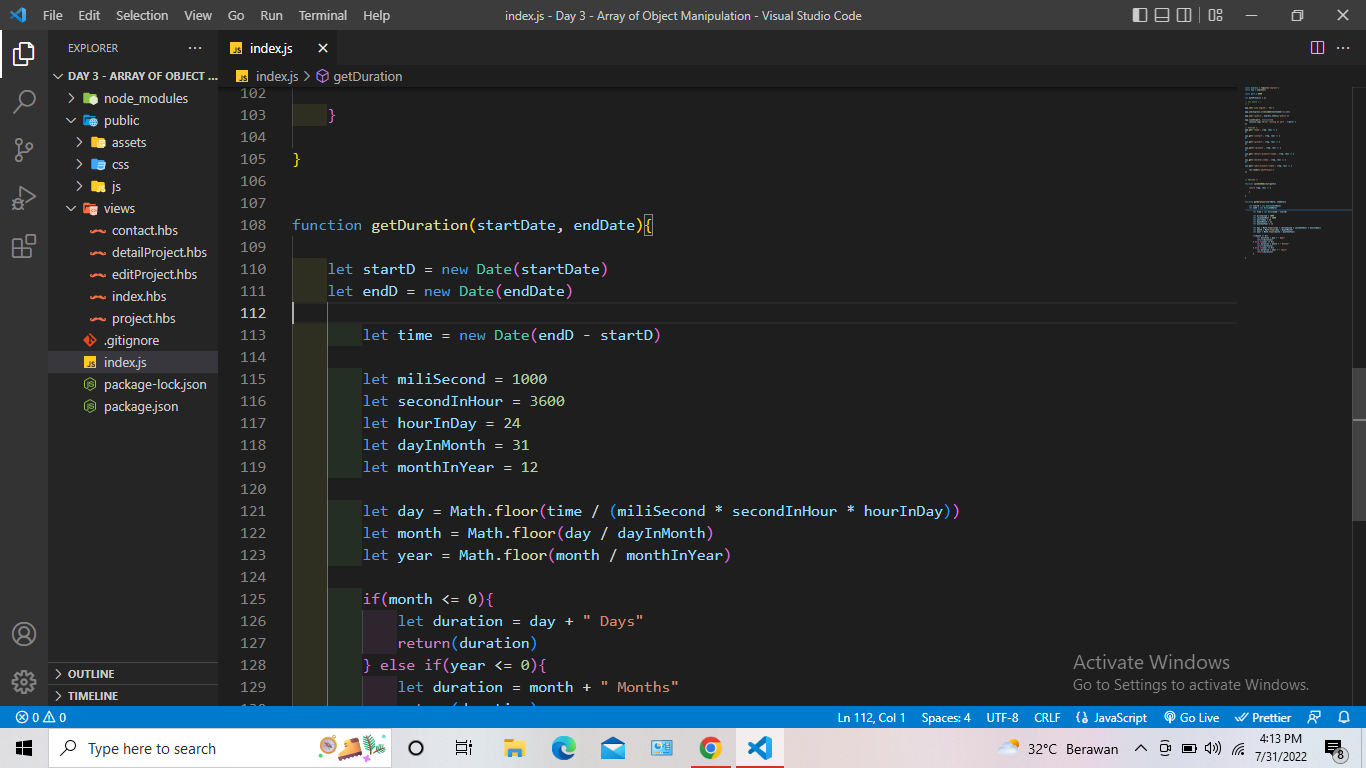 File Edit Selection View Go Run Terminal Help index.js - Day 3 - Array of Object Manipulation - Visual Studio Code
EXPLORER
DAY 3 - ARRAY OF OBJECT ...
node_modules
public
assets
css
js
views
contact.hbs
detailProject.hbs
editProject.hbs
index.hbs
project.hbs
.gitignore
index.js
package-lock.json
package.json
OUTLINE
TIMELINE
JS index.js
JS index.js > getDuration
102
103 }
104
105 }
106
107
108 function getDuration(startDate, endDate){
109
110 let startD = new Date(startDate)
111 let endD = new Date(endDate)
112
113 let time = new Date(endD - startD)
114
115 let miliSecond = 1000
116 let secondInHour = 3600
117 let hourInDay = 24
118 let dayInMonth = 31
119 let monthInYear = 12
120
121 let day = Math.floor(time / (miliSecond * secondInHour * hourInDay))
122 let month = Math.floor(day / dayInMonth)
123 let year = Math.floor(month / monthInYear)
124
125 if(month <= 0){
126 let duration = day + " Days"
127 return(duration)
128 } else if(year <= 0){
129 let duration = month + " Months"
Activate Windows
Go to Settings to activate Windows.
0 0 Ln 112, Col 1 Spaces: 4 UTF-8 CRLF JavaScript Go Live Prettier
Type here to search
32°C Berawan
4:13 PM
7/31/2022
8